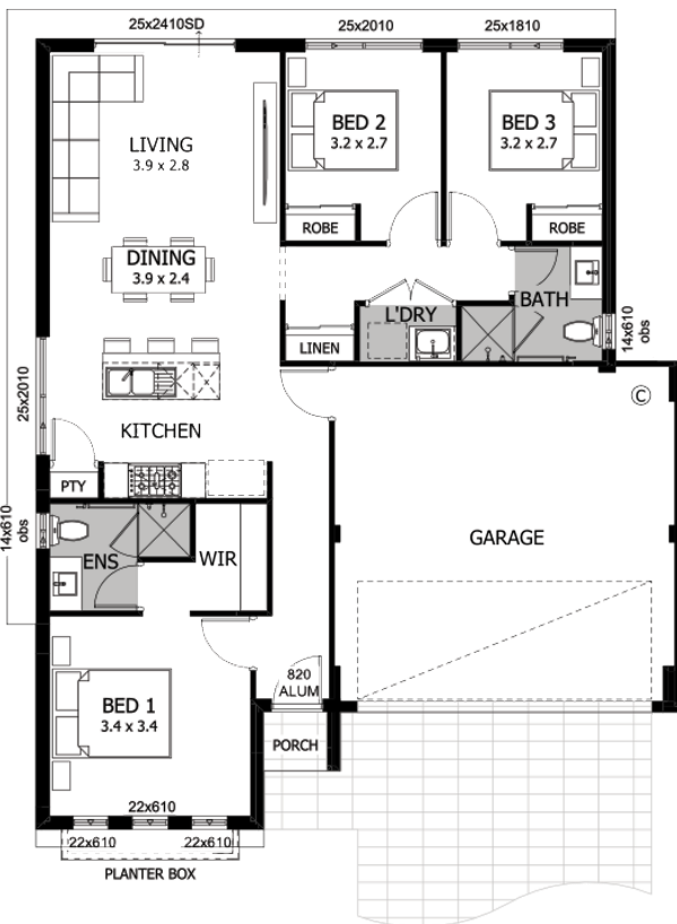 25x2410SD
25x2010
25x1810
LIVING
3.9 x 2.8
BED 2
3.2 x 2.7
BED 3
3.2 x 2.7
ROBE
ROBE
DINING
3.9 x 2.4
BATH
L'DRY
LINEN
14x610
obs
25x2010
©
KITCHEN
PTY
14x610
obs
ENS
WIR
GARAGE
820
ALUM
BED 1
3.4 x 3.4
PORCH
22x610
22x610
22x610
PLANTER BOX